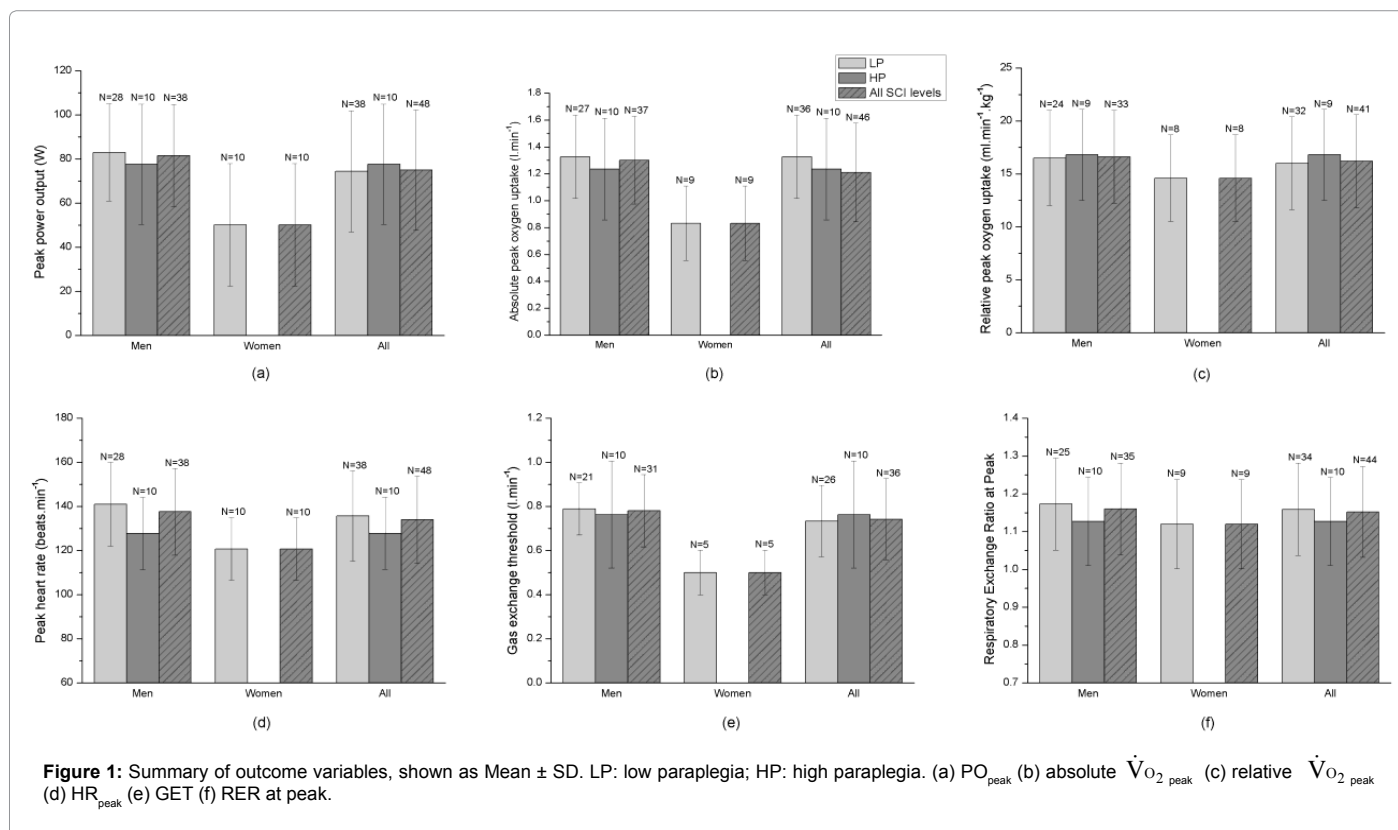 LP
HP
All SCI levels
Peak power output (W)
120
100
80
60
40
20
0
N=28 N=10 N=38
N=10 N=10
N=38 N=10 N=48
Men Women All
(a)
Absolute peak oxygen uptake (l.min⁻¹)
1.8
1.6
1.4
1.2
1.0
0.8
0.6
0.4
0.2
0.0
N=27 N=10 N=37
N=9 N=9
N=36 N=10 N=46
Men Women All
(b)
Relative peak oxygen uptake (ml.min⁻¹.kg⁻¹)
25
20
15
10
5
0
N=24 N=9 N=33
N=8 N=8
N=32 N=9 N=41
Men Women All
(c)
Peak heart rate (beats.min⁻¹)
180
160
140
120
100
80
60
N=28 N=10 N=38
N=10 N=10
N=38 N=10 N=48
Men Women All
(d)
Gas exchange threshold (l.min⁻¹)
1.2
1.0
0.8
0.6
0.4
0.2
0.0
N=21 N=10 N=31
N=5 N=5
N=26 N=10 N=36
Men Women All
(e)
Respiratory Exchange Ratio at Peak
1.4
1.3
1.2
1.1
1.0
0.9
0.8
0.7
N=25 N=10 N=35
N=9 N=9
N=34 N=10 N=44
Men Women All
(f)
Figure 1: Summary of outcome variables, shown as Mean ± SD. LP: low paraplegia; HP: high paraplegia. (a) PO peak (b) absolute V̇O₂ peak (c) relative V̇O₂ peak
(d) HR peak (e) GET (f) RER at peak.